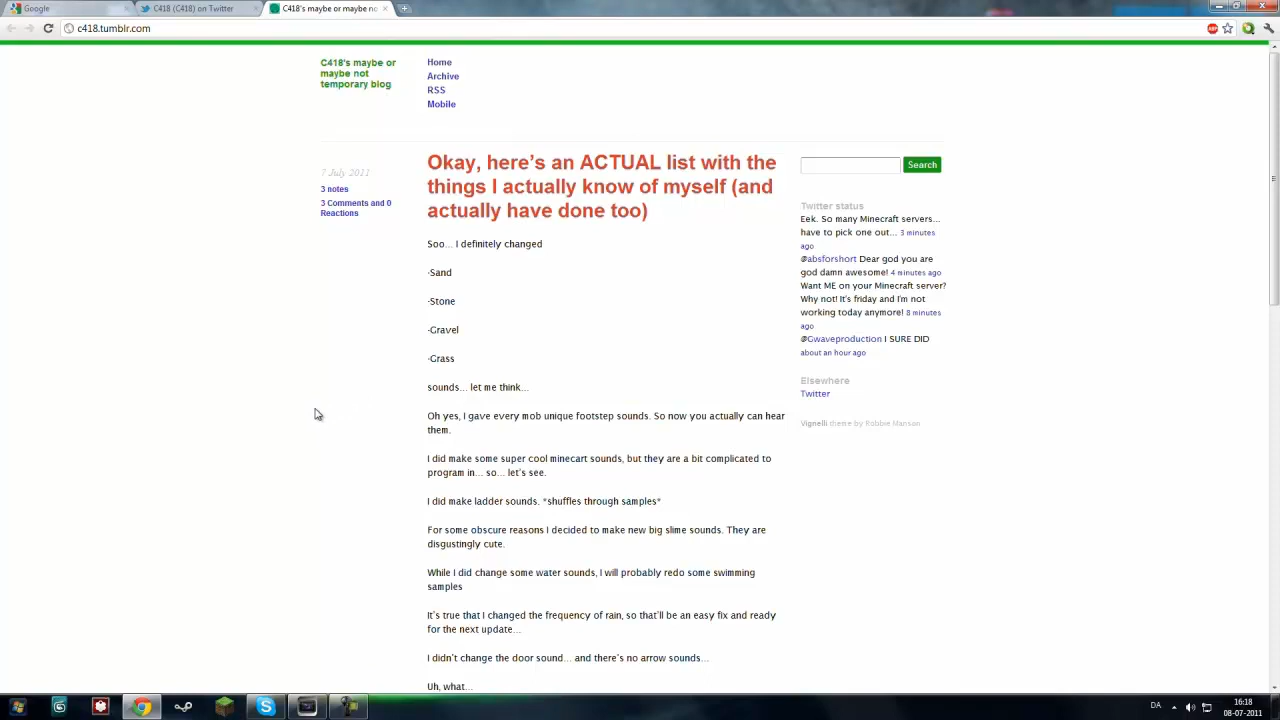 Google
C418 (C418) on Twitter
C418's maybe or maybe no
c418.tumblr.com
C418's maybe or
maybe not
temporary blog
Home
Archive
RSS
Mobile
7 July 2011
3 notes
3 Comments and 0
Reactions
Okay, here's an ACTUAL list with the
things I actually know of myself (and
actually have done too)
Soo... I definitely changed
-Sand
-Stone
-Gravel
-Grass
sounds... let me think...
Oh yes, I gave every mob unique footstep sounds. So now you actually can hear
them.
I did make some super cool minecart sounds, but they are a bit complicated to
program in... so... let's see.
I did make ladder sounds. *shuffles through samples*
For some obscure reasons I decided to make new big slime sounds. They are
disgustingly cute.
While I did change some water sounds, I will probably redo some swimming
samples
It's true that I changed the frequency of rain, so that'll be an easy fix and ready
for the next update...
I didn't change the door sound... and there's no arrow sounds...
Uh, what...
Search
Twitter status
Eek. So many Minecraft servers...
have to pick one out... 3 minutes
ago
@absforshort Dear god you are
god damn awesome! 4 minutes ago
Want ME on your Minecraft server?
Why not! It's friday and I'm not
working today anymore! 8 minutes
ago
@Gwaveproduction I SURE DID
about an hour ago
Elsewhere
Twitter
Vignelli theme by Robbie Manson
DA
16:18
08-07-2011